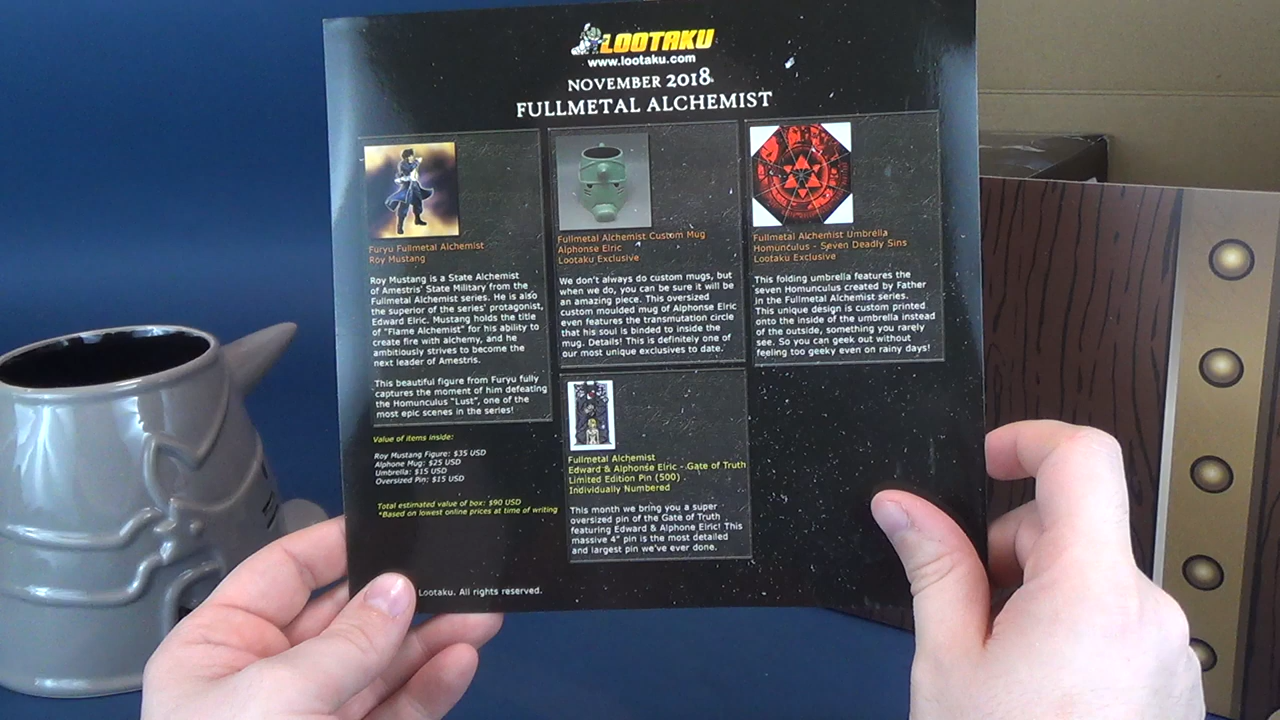 LOOTAKU
www.lootaku.com
NOVEMBER 2018
FULLMETAL ALCHEMIST
Furyu Fullmetal Alchemist
Roy Mustang
Roy Mustang is a State Alchemist
of Amestris' State Military from the
Fullmetal Alchemist series. He is also
the superior of the series' protagonist,
Edward Elric. Mustang holds the title
of "Flame Alchemist" for his ability to
create fire with alchemy, and he
ambitiously strives to become the
next leader of Amestris.
This beautiful figure from Furyu fully
captures the moment of him defeating
the Homunculus "Lust", one of the
most epic scenes in the series!
Value of items inside:
Roy Mustang Figure: $35 USD
Alphone Mug: $25 USD
Umbrella: $15 USD
Oversized Pin: $15 USD
Total estimated value of box: $90 USD
*Based on lowest online prices at time of writing
Fullmetal Alchemist Custom Mug
Alphonse Elric
Lootaku Exclusive
We don't always do custom mugs, but
when we do, you can be sure it will be
an amazing piece. This oversized
custom moulded mug of Alphonse Elric
even features the transmutation circle
that his soul is binded to inside the
mug. Details! This is definitely one of
our most unique exclusives to date.
Fullmetal Alchemist Umbrella
Homunculus - Seven Deadly Sins
Lootaku Exclusive
This folding umbrella features the
seven Homunculus created by Father
in the Fullmetal Alchemist series.
This unique design is custom printed
onto the inside of the umbrella instead
of the outside, something you rarely
see. So you can geek out without
feeling too geeky even on rainy days!
Fullmetal Alchemist
Edward & Alphonse Elric - Gate of Truth
Limited Edition Pin (500)
Individually Numbered
This month we bring you a super
oversized pin of the Gate of Truth
featuring Edward & Alphone Elric! This
massive 4" pin is the most detailed
and largest pin we've ever done.
Lootaku. All rights reserved.